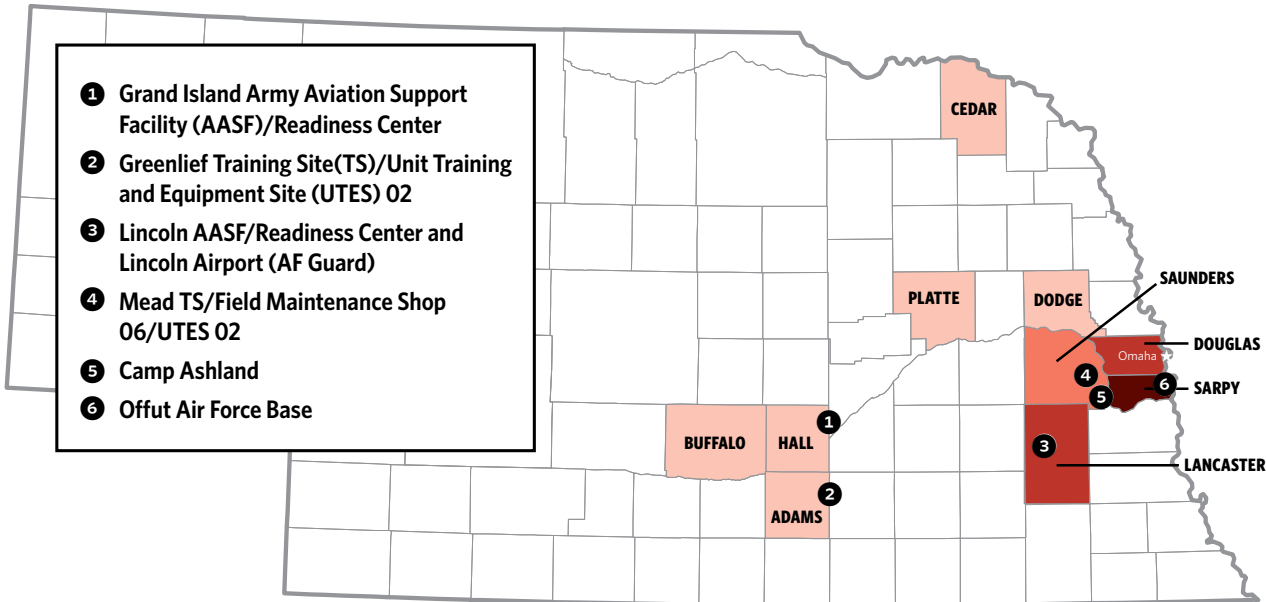 1 Grand Island Army Aviation Support
Facility (AASF)/Readiness Center
2 Greenlief Training Site(TS)/Unit Training
and Equipment Site (UTES) 02
3 Lincoln AASF/Readiness Center and
Lincoln Airport (AF Guard)
4 Mead TS/Field Maintenance Shop
06/UTES 02
5 Camp Ashland
6 Offut Air Force Base
CEDAR
SAUNDERS
PLATTE
DODGE
DOUGLAS
Omaha
4
6
SARPY
5
1
BUFFALO
HALL
3
LANCASTER
2
ADAMS